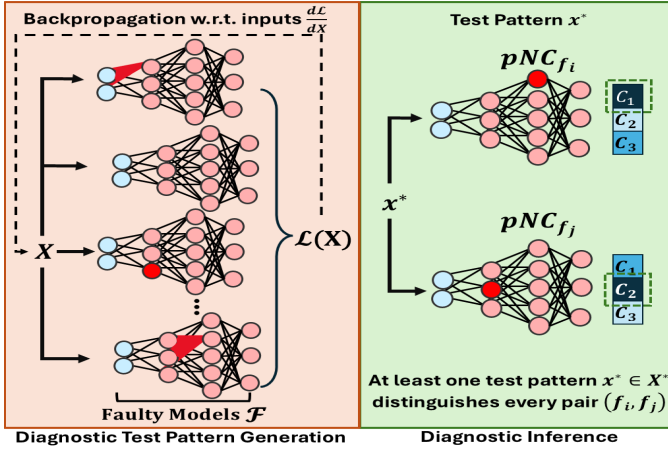 Backpropagation w.r.t. inputs dℒ/dX
X
ℒ(X)
Faulty Models ℱ
Diagnostic Test Pattern Generation
Test Pattern x*
pNC_{f_i}
C₁
C₂
C₃
x*
pNC_{f_j}
C₁
C₂
C₃
At least one test pattern x* ∈ X*
distinguishes every pair (f_i, f_j)
Diagnostic Inference